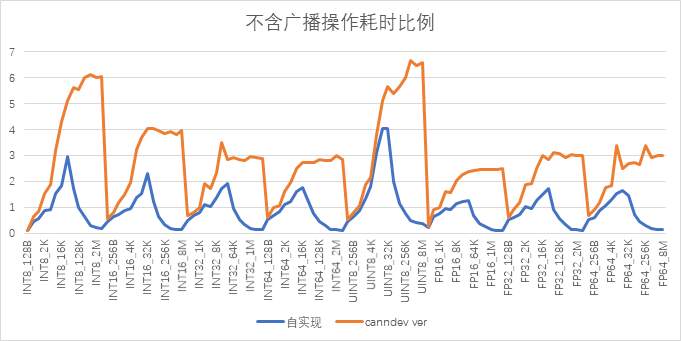 不含广播操作耗时比例
7
6
5
4
3
2
1
0
INT8_128B
INT8_2K
INT8_16K
INT8_128K
INT8_2M
INT16_256B
INT16_4K
INT16_32K
INT16_256K
INT16_8M
INT32_1K
INT32_8K
INT32_64K
INT32_1M
INT64_128B
INT64_2K
INT64_16K
INT64_128K
INT64_2M
UINT8_256B
UINT8_4K
UINT8_32K
UINT8_256K
UINT8_8M
FP16_1K
FP16_8K
FP16_64K
FP16_1M
FP32_128B
FP32_2K
FP32_16K
FP32_128K
FP32_2M
FP64_256B
FP64_4K
FP64_32K
FP64_256K
FP64_8M
自实现
canndev ver